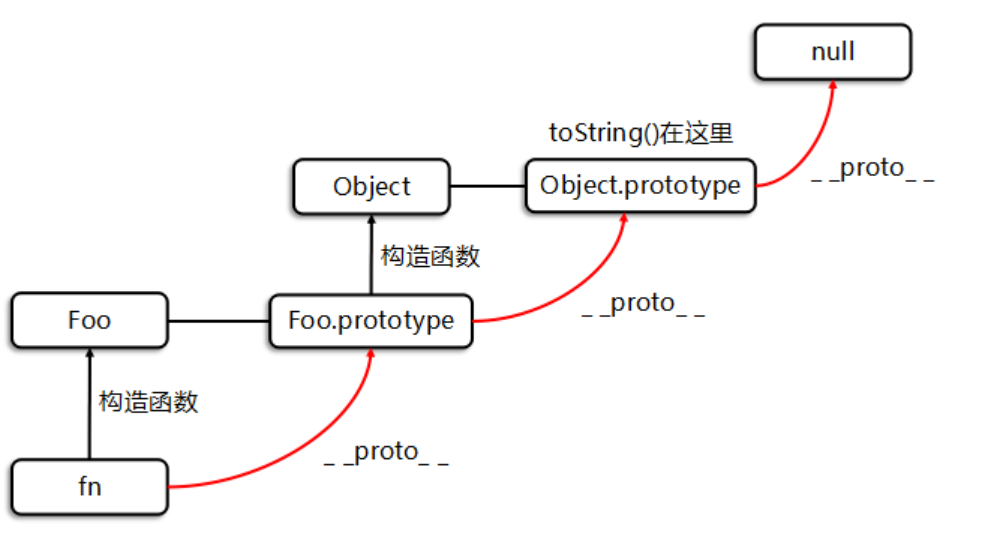 null
toString()在这里
Object
Object.prototype
_ _proto_ _
构造函数
_ _proto_ _
Foo
Foo.prototype
构造函数
_ _proto_ _
fn